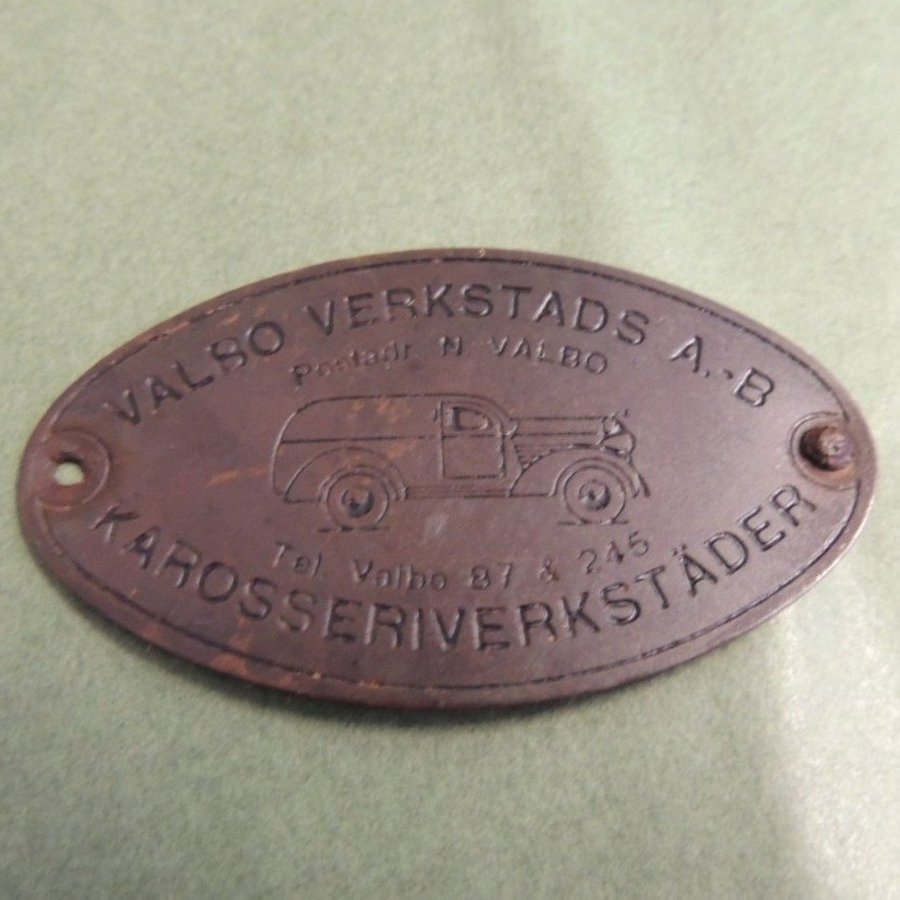 VALBO VERKSTADS A.-B
Postadr N VALBO
Tel. Valbo 87 & 245
KAROSSERIVERKSTÄDER